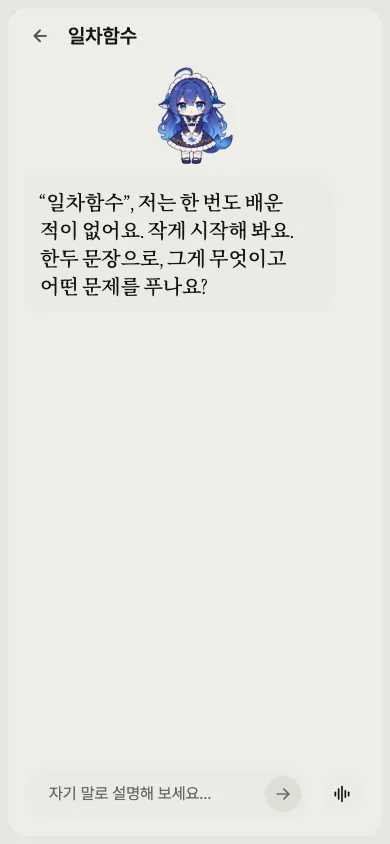 일차함수
“일차함수”, 저는 한 번도 배운
적이 없어요. 작게 시작해 봐요.
한두 문장으로, 그게 무엇이고
어떤 문제를 푸나요?
자기 말로 설명해 보세요...